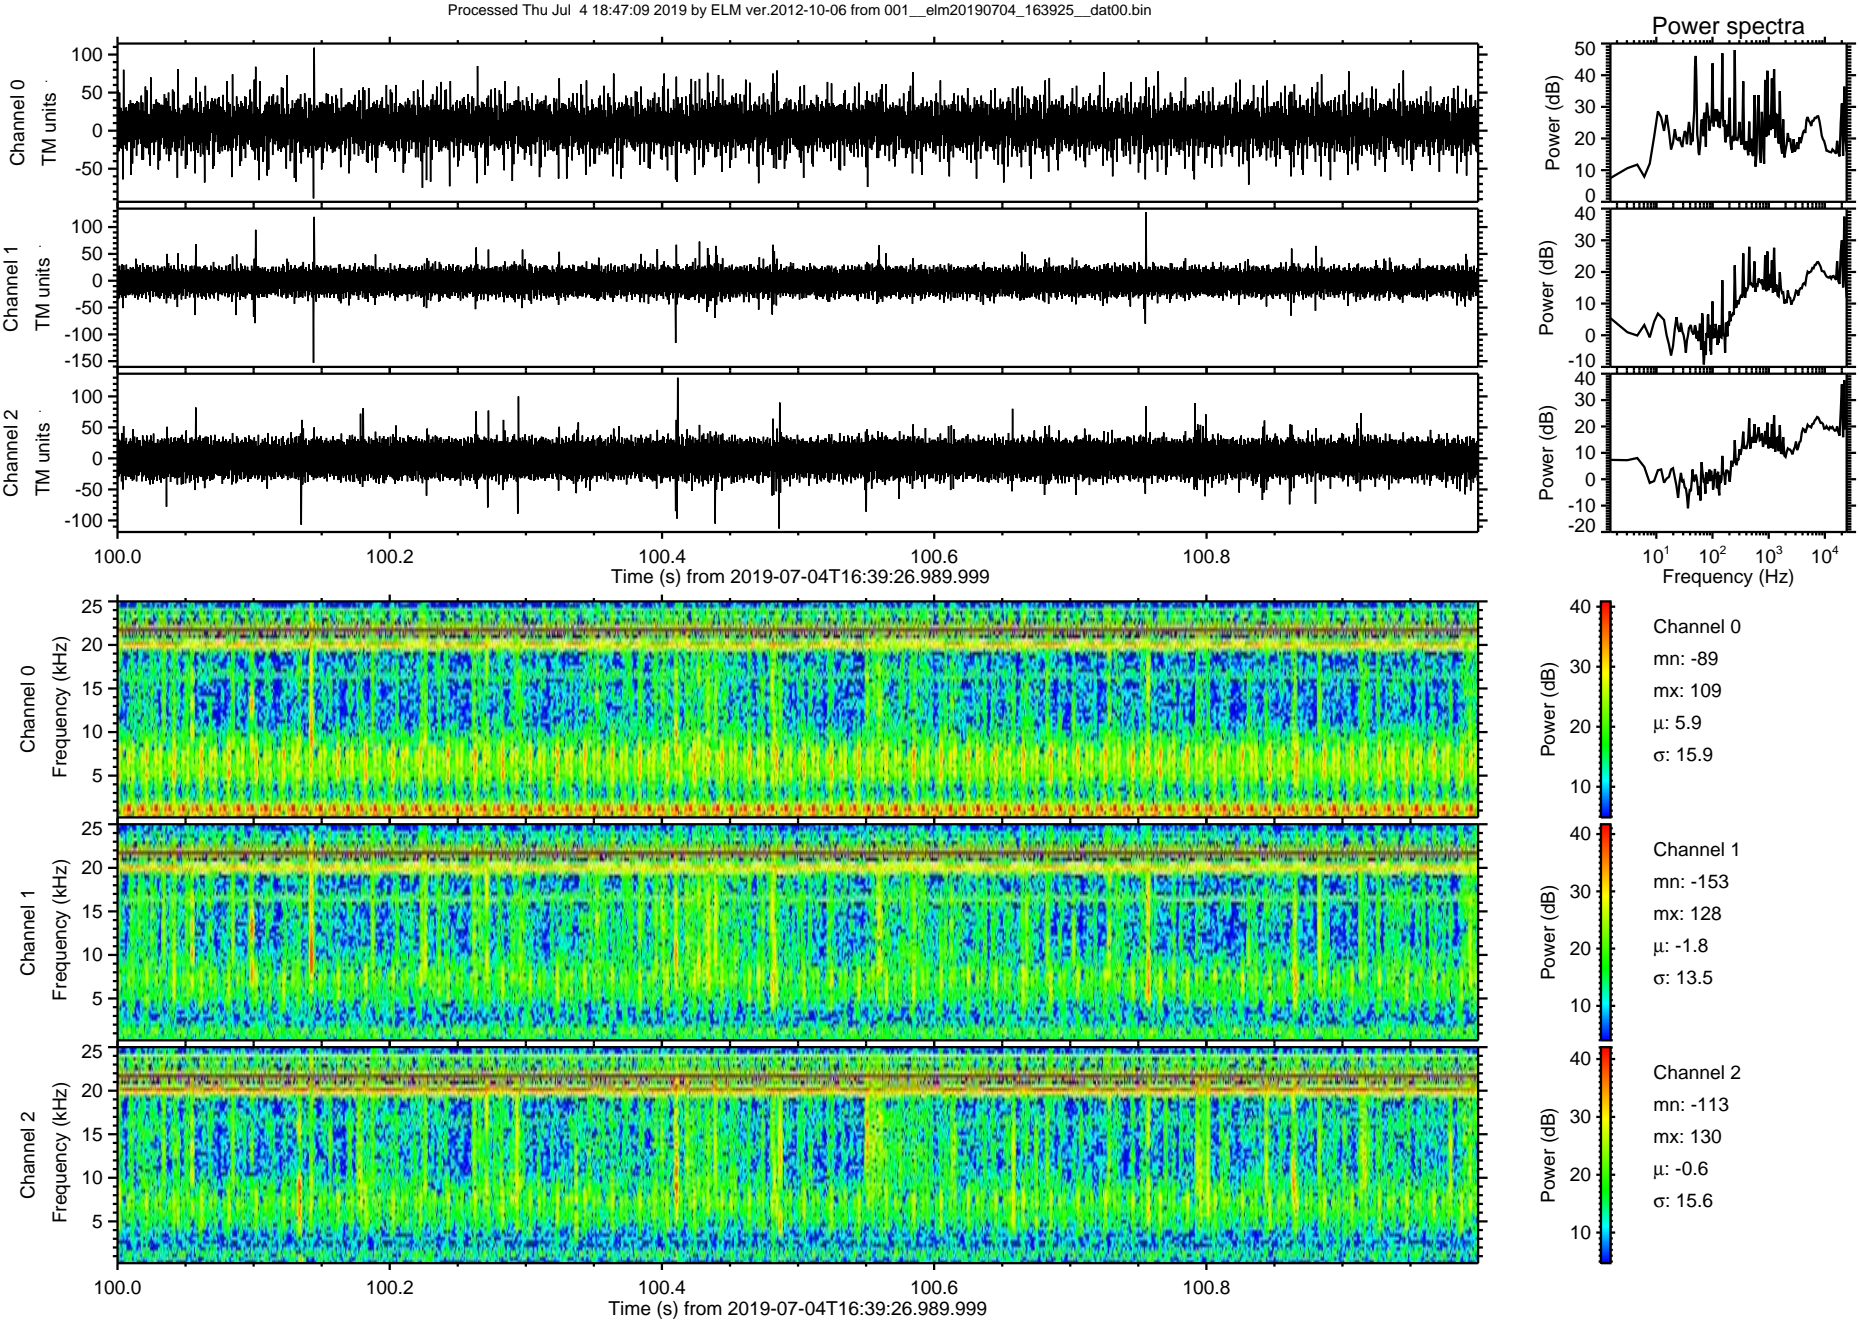 Processed Thu Jul  4 18:47:09 2019 by ELM ver.2012-10-06 from 001__elm20190704_163925__dat00.bin
Power spectra
Channel 0
TM units
100
50
0
-50
Power (dB)
50
40
30
20
10
0
Channel 1
TM units
100
50
0
-50
-100
-150
Power (dB)
40
30
20
10
0
-10
Channel 2
TM units
100
50
0
-50
-100
Power (dB)
40
30
20
10
0
-10
-20
100.0 100.2 100.4 100.6 100.8
Time (s) from 2019-07-04T16:39:26.989.999
10¹ 10² 10³ 10⁴
Frequency (Hz)
Channel 0
Frequency (kHz)
25
20
15
10
5
Power (dB)
40
30
20
10
Channel 0
mn: -89
mx: 109
μ: 5.9
σ: 15.9
Channel 1
Frequency (kHz)
25
20
15
10
5
Power (dB)
40
30
20
10
Channel 1
mn: -153
mx: 128
μ: -1.8
σ: 13.5
Channel 2
Frequency (kHz)
25
20
15
10
5
Power (dB)
40
30
20
10
Channel 2
mn: -113
mx: 130
μ: -0.6
σ: 15.6
100.0 100.2 100.4 100.6 100.8
Time (s) from 2019-07-04T16:39:26.989.999